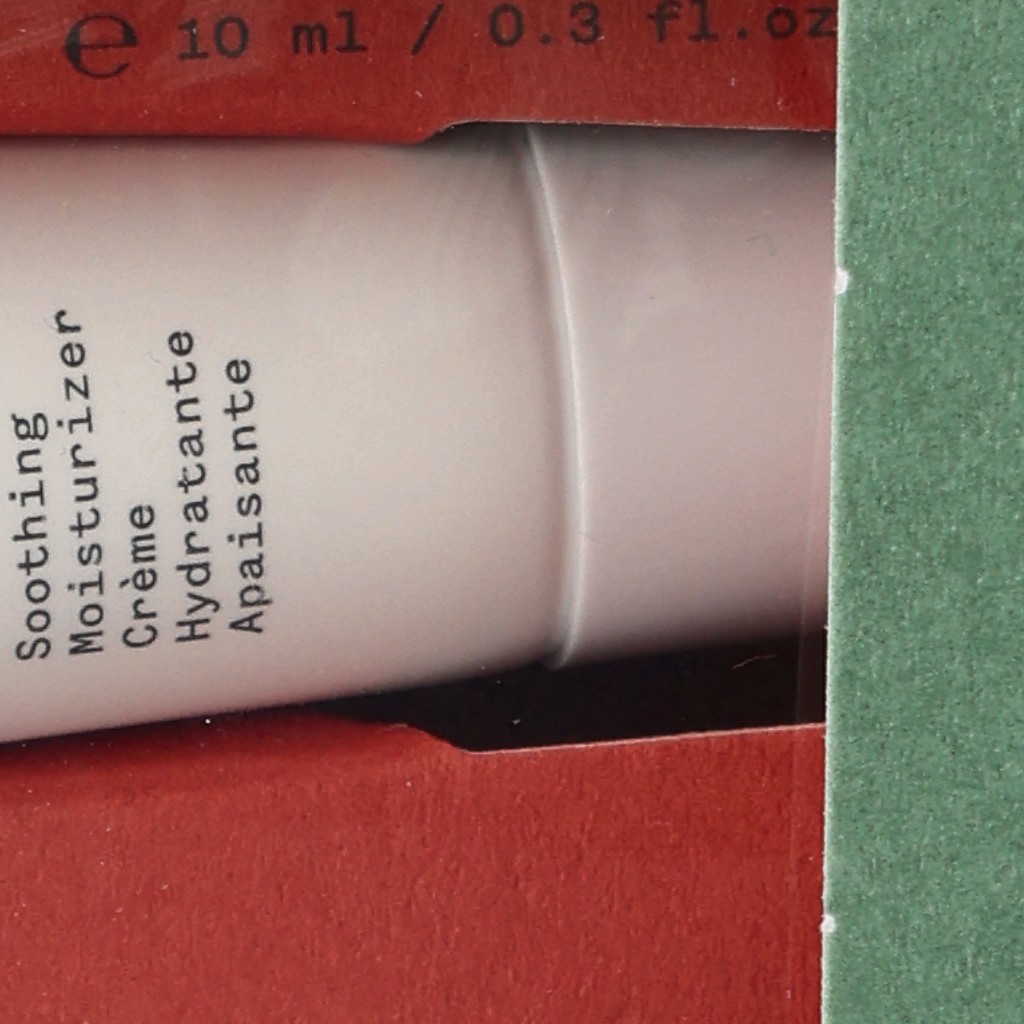 ℮ 10 ml / 0.3 fl.oz
Soothing
Moisturizer
Crème
Hydratante
Apaisante